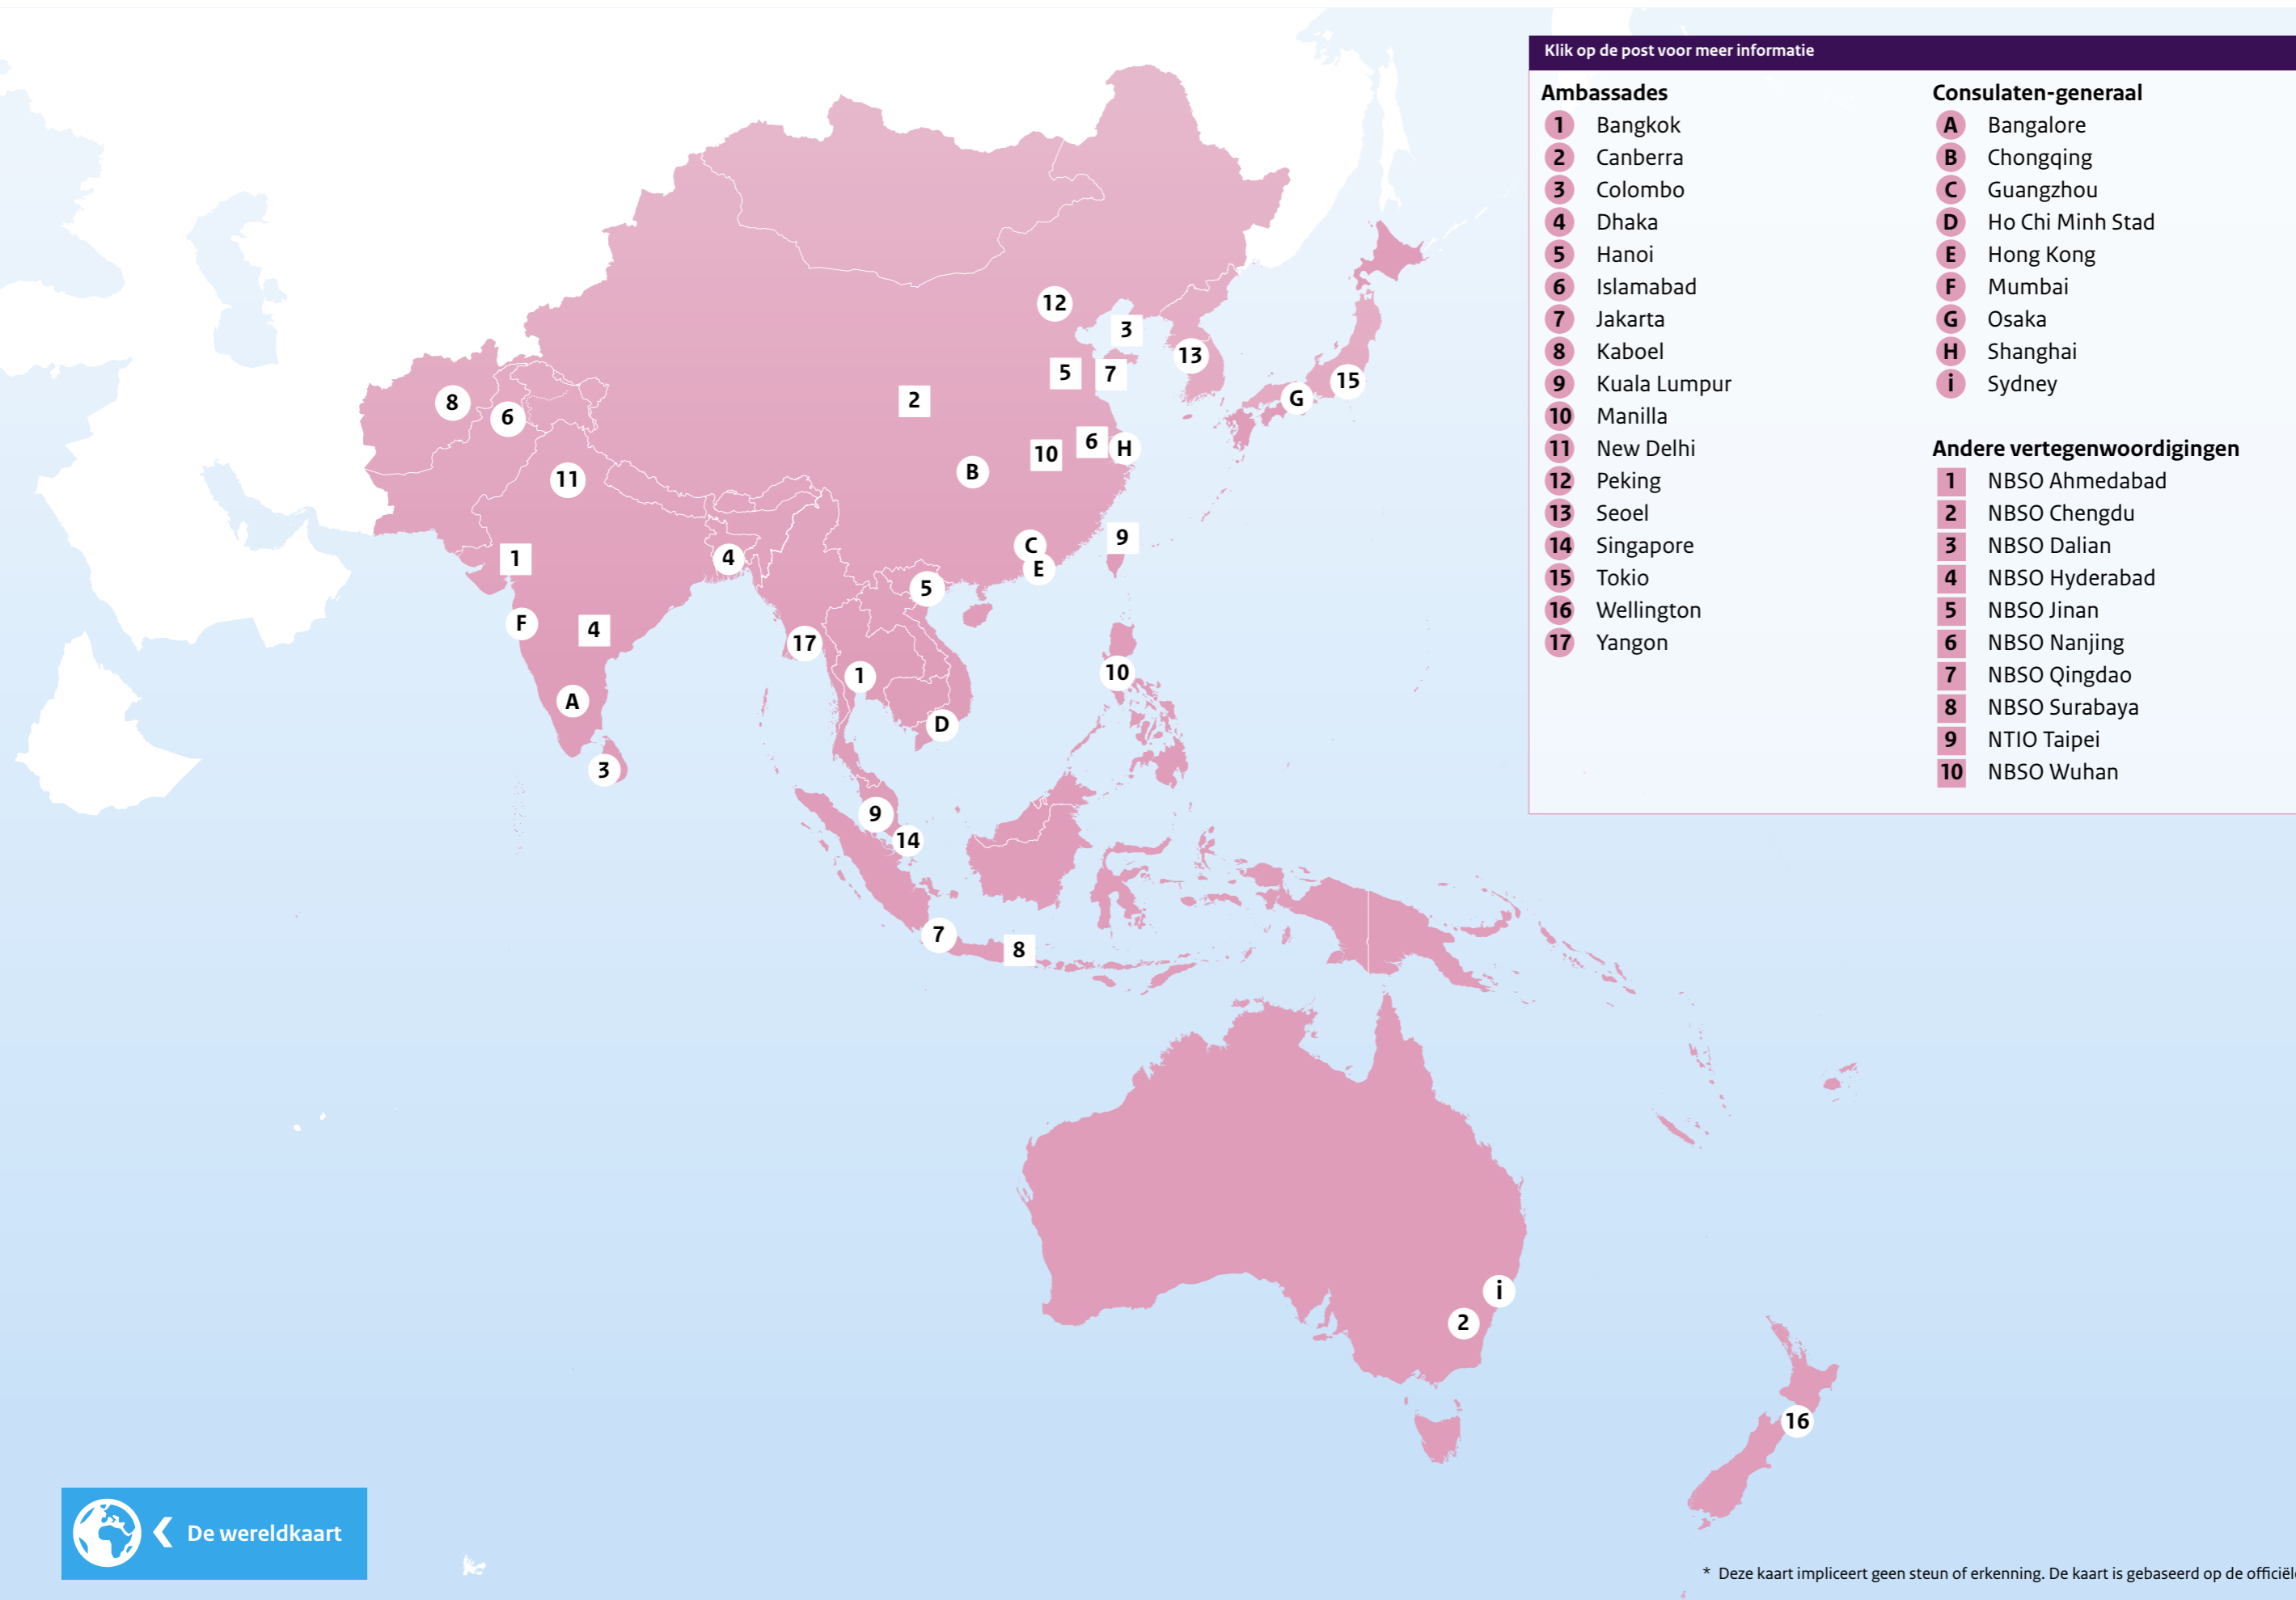 Klik op de post voor meer informatie
Ambassades
1 Bangkok
2 Canberra
3 Colombo
4 Dhaka
5 Hanoi
6 Islamabad
7 Jakarta
8 Kaboel
9 Kuala Lumpur
10 Manilla
11 New Delhi
12 Peking
13 Seoel
14 Singapore
15 Tokio
16 Wellington
17 Yangon
Consulaten-generaal
A Bangalore
B Chongqing
C Guangzhou
D Ho Chi Minh Stad
E Hong Kong
F Mumbai
G Osaka
H Shanghai
i Sydney
Andere vertegenwoordigingen
1 NBSO Ahmedabad
2 NBSO Chengdu
3 NBSO Dalian
4 NBSO Hyderabad
5 NBSO Jinan
6 NBSO Nanjing
7 NBSO Qingdao
8 NBSO Surabaya
9 NTIO Taipei
10 NBSO Wuhan
12
3
13
5
7
15
8
6
2
G
10
6
H
11
B
1
4
C
9
E
5
F
4
17
1
10
A
D
3
9
14
7
8
i
2
16
De wereldkaart
* Deze kaart impliceert geen steun of erkenning. De kaart is gebaseerd op de officiële